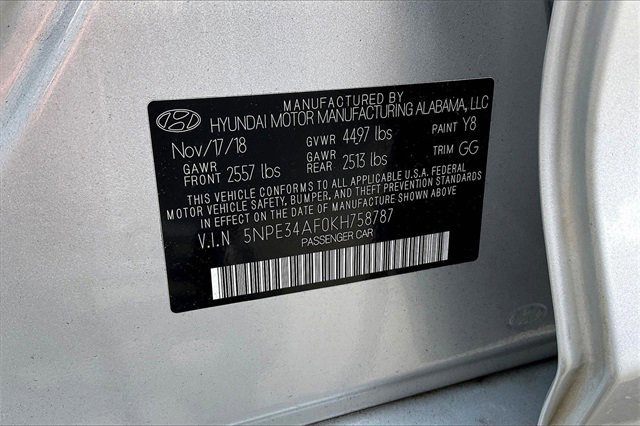 MANUFACTURED BY
HYUNDAI MOTOR MANUFACTURING ALABAMA, LLC
Nov/17/18 GVWR 4497 lbs PAINT Y8
GAWR FRONT 2557 lbs GAWR REAR 2513 lbs TRIM GG
THIS VEHICLE CONFORMS TO ALL APPLICABLE U.S.A. FEDERAL
MOTOR VEHICLE SAFETY, BUMPER, AND THEFT PREVENTION STANDARDS
IN EFFECT ON THE DATE OF MANUFACTURE SHOWN ABOVE.
V.I.N 5NPE34AF0KH758787
PASSENGER CAR